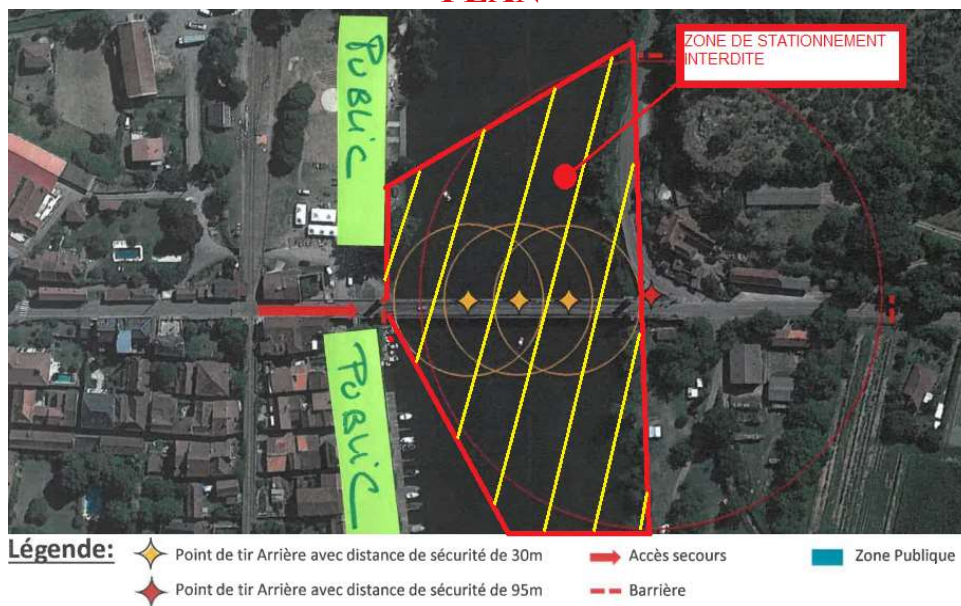 PLAN
ZONE DE STATIONNEMENT
INTERDITE
PUBLIC
PUBLIC
Légende:
Point de tir Arrière avec distance de sécurité de 30m
Accès secours
Zone Publique
Point de tir Arrière avec distance de sécurité de 95m
Barrière